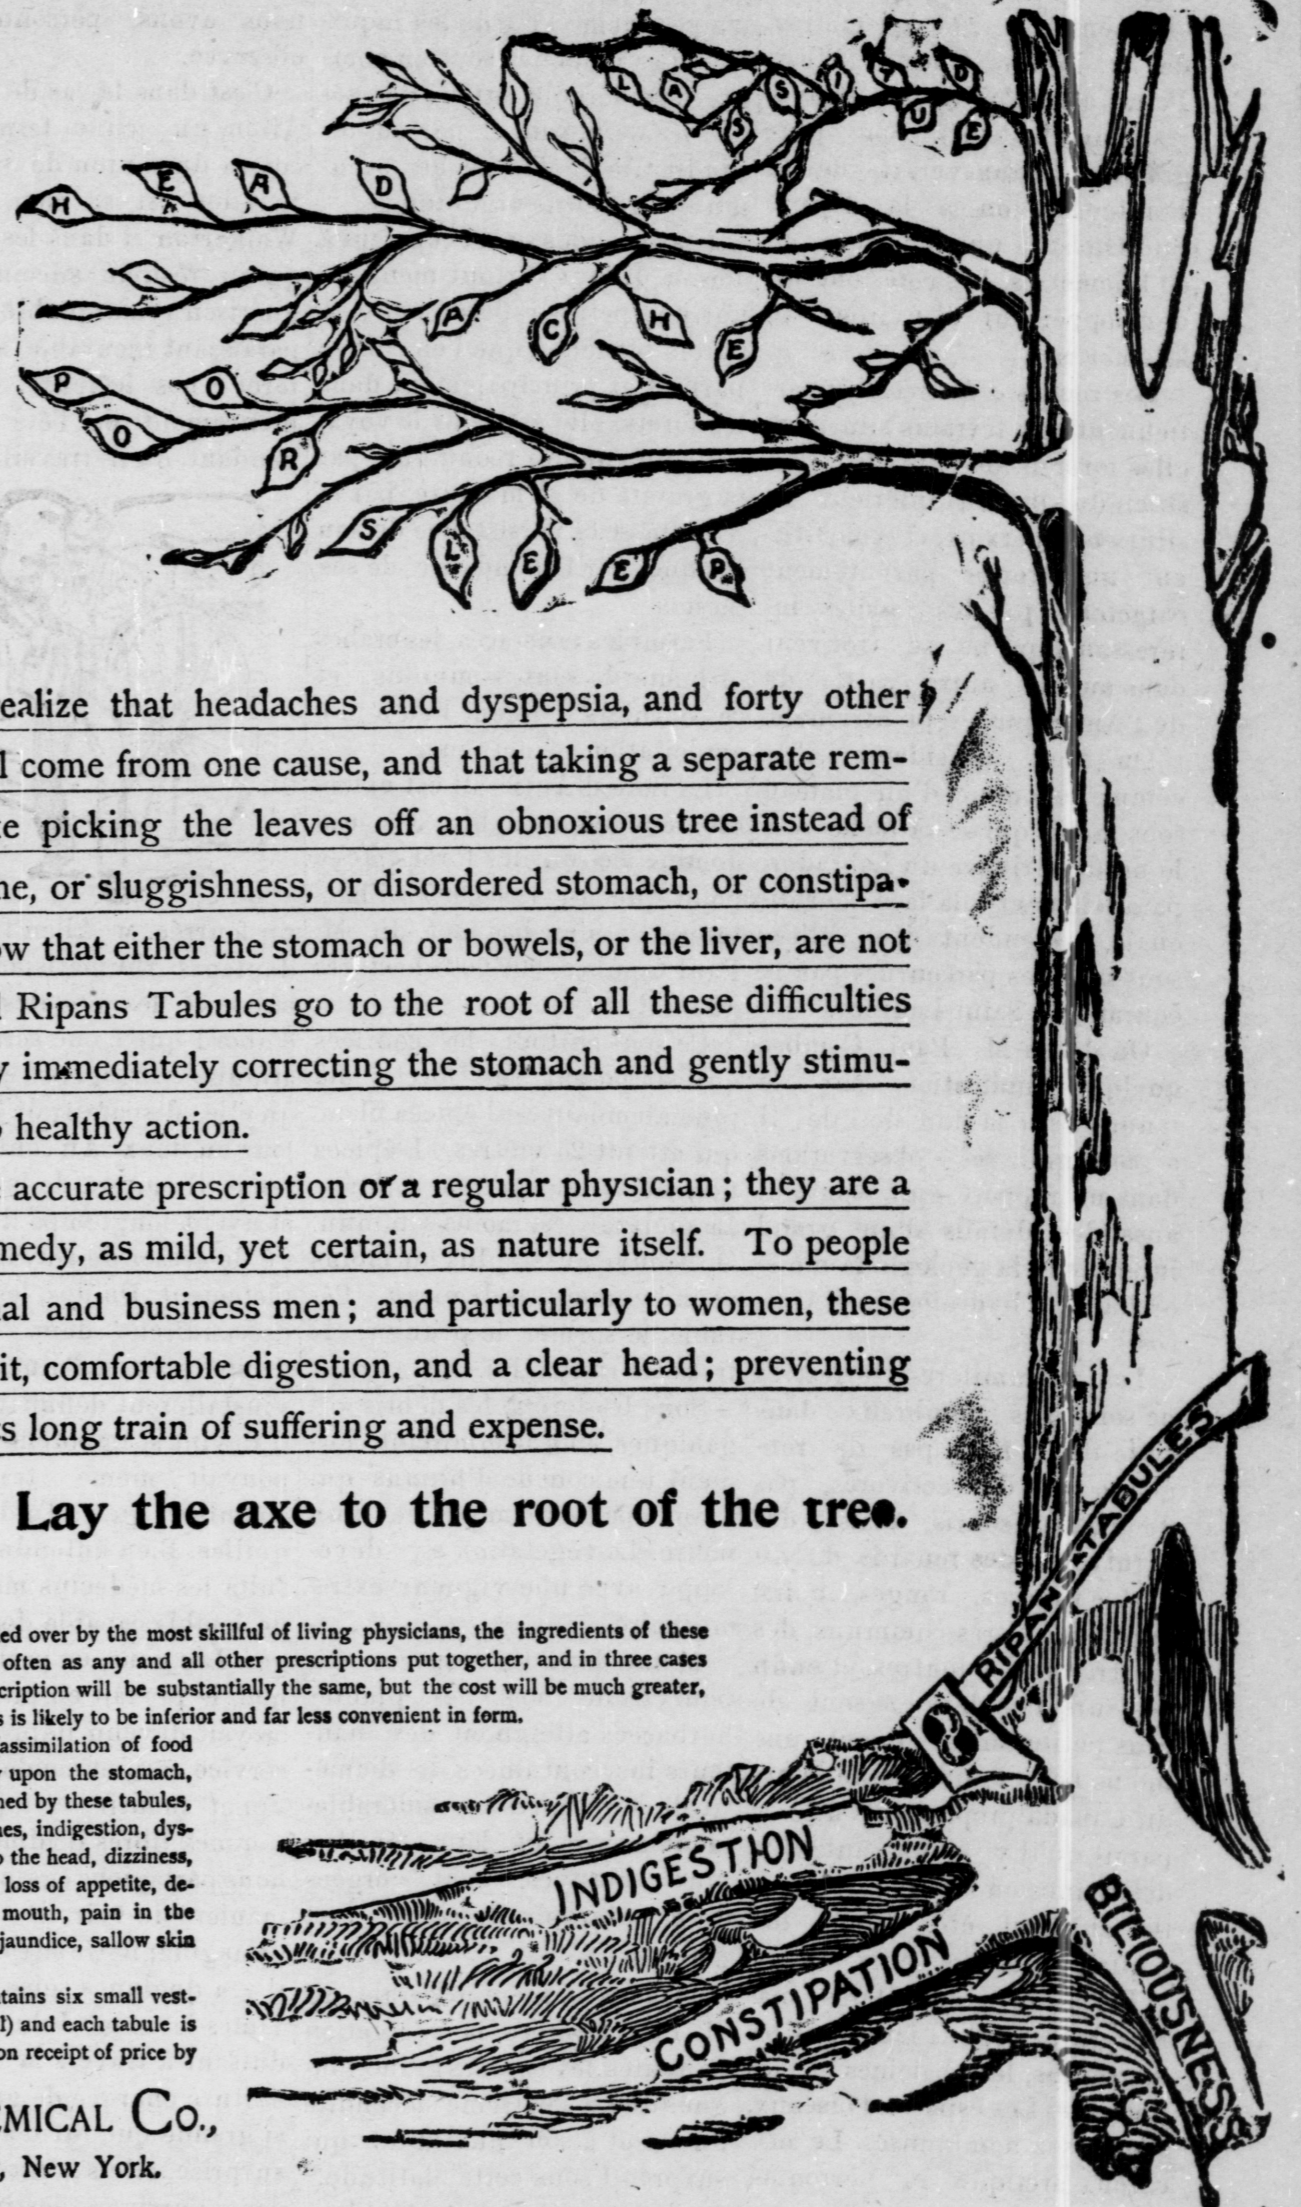 LASSITUDE
HEAD
ACHE
POOR
SLEEP
ealize that headaches and dyspepsia, and forty other
l come from one cause, and that taking a separate rem-
e picking the leaves off an obnoxious tree instead of
ne, or sluggishness, or disordered stomach, or constipa-
ow that either the stomach or bowels, or the liver, are not
Ripans Tabules go to the root of all these difficulties
y immediately correcting the stomach and gently stimu-
healthy action.
accurate prescription of a regular physician; they are a
medy, as mild, yet certain, as nature itself. To people
al and business men; and particularly to women, these
it, comfortable digestion, and a clear head; preventing
s long train of suffering and expense.
Lay the axe to the root of the tree.
RIPANS TABULES
ed over by the most skillful of living physicians, the ingredients of these
often as any and all other prescriptions put together, and in three cases
cription will be substantially the same, but the cost will be much greater,
s is likely to be inferior and far less convenient in form.
assimilation of food
upon the stomach,
ned by these tabules,
es, indigestion, dys-
o the head, dizziness,
loss of appetite, de-
mouth, pain in the
jaundice, sallow skin
tains six small vest-
l) and each tabule is
on receipt of price by
EMICAL Co.,
, New York.
INDIGESTION
CONSTIPATION
BILIOUSNESS